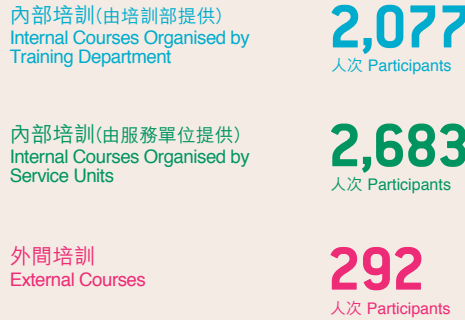 內部培訓(由培訓部提供)
Internal Courses Organised by
Training Department
2,077
人次 Participants
內部培訓(由服務單位提供)
Internal Courses Organised by
Service Units
2,683
人次 Participants
外間培訓
External Courses
292
人次 Participants